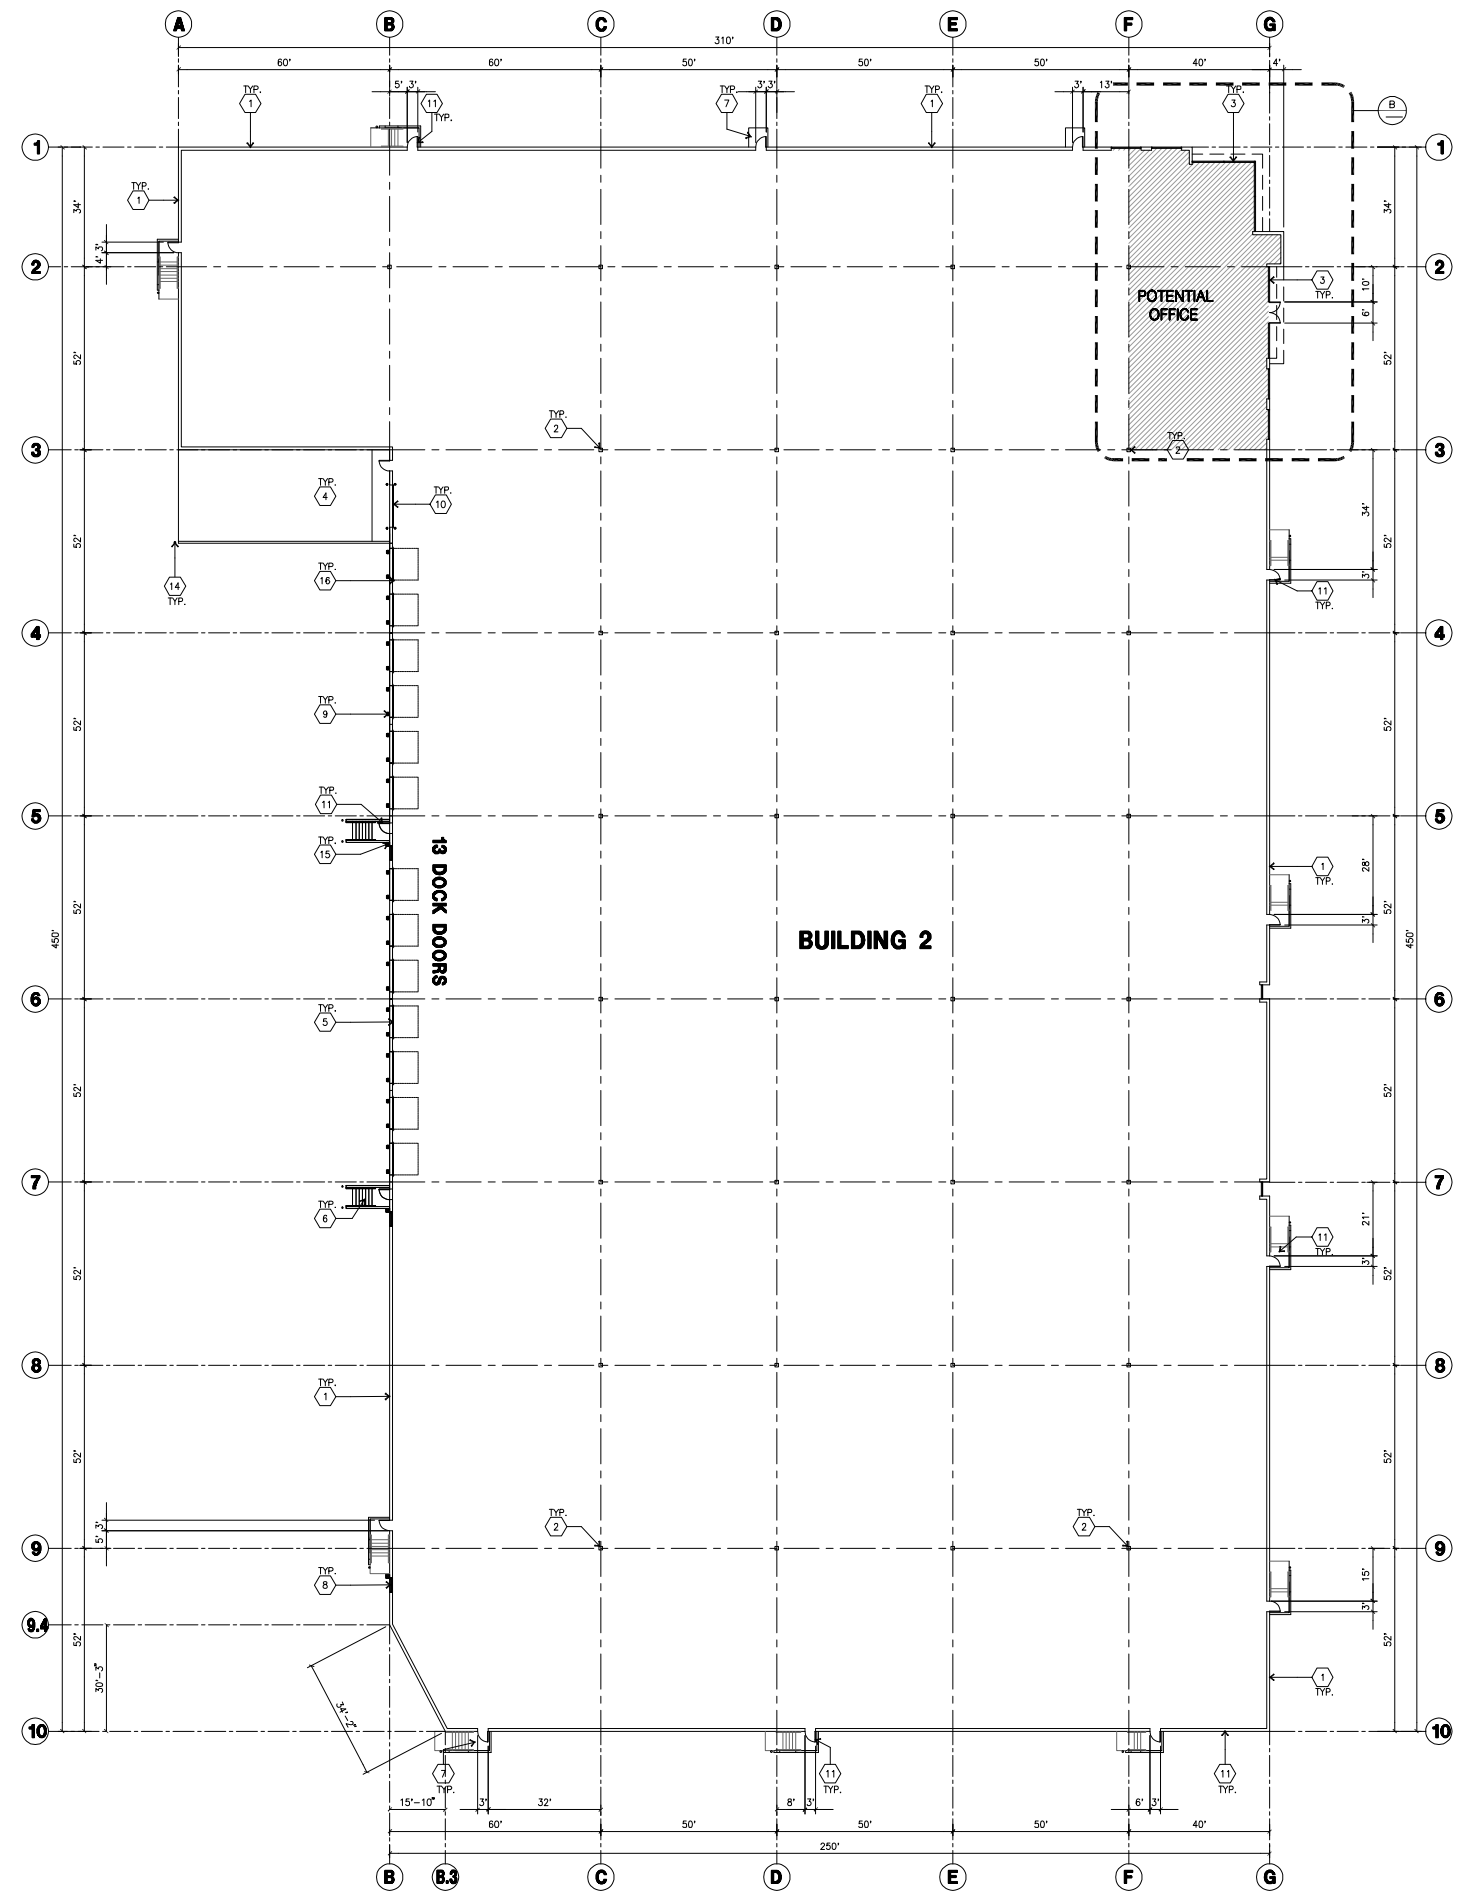 A B C D E F G
310'
60' 60' 50' 50' 50' 40' 4'
5' 3' 3' 3' 3' 13'
TYP. 1
11 TYP.
TYP. 7
TYP. 1
TYP. 3
B
1 1
TYP. 1
34' 34'
3'
4'
2 2
3 TYP.
10'
POTENTIAL
OFFICE
6'
52' 52'
TYP. 2
TYP. 2
3 3
TYP. 4
TYP. 10
34'
52' 52'
TYP. 16
14 TYP.
3'
11 TYP.
4 4
TYP. 9
52' 52'
TYP. 11
5 5
TYP. 15
13 DOCK DOORS
1 TYP.
28'
52' 52'
3'
450' 450'
BUILDING 2
6 6
TYP. 5
52' 52'
7 7
TYP. 6
21'
11 TYP.
3'
52' 52'
8 8
TYP. 1
52' 52'
TYP. 2
TYP. 2
3'
5'
9 9
TYP. 8
15'
3'
9.4
52' 52'
30'-3"
34'-2"
1 TYP.
10 10
7 TYP.
11 TYP.
11 TYP.
15'-10" 3' 32' 8' 3' 6' 3'
60' 50' 50' 50' 40'
250'
B B.3 C D E F G